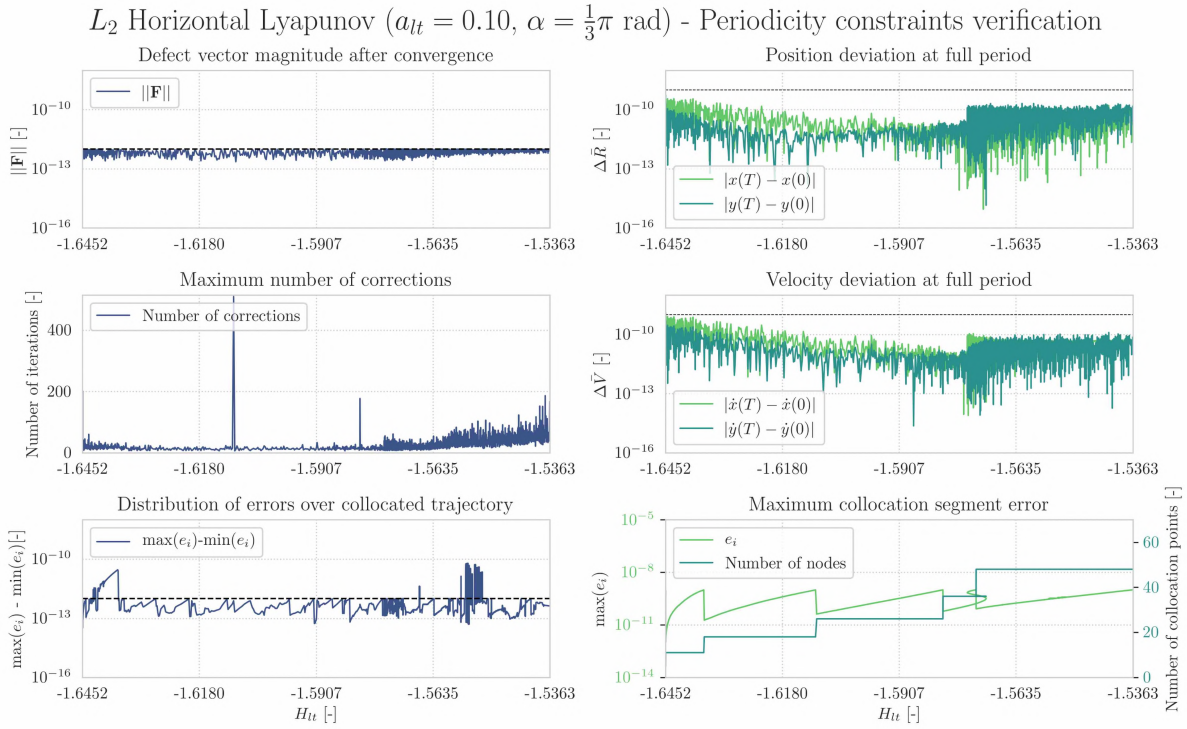 L₂ Horizontal Lyapunov (aₗₜ = 0.10, α = ⅓π rad) - Periodicity constraints verification
Defect vector magnitude after convergence
||F|| [-]
10⁻¹⁰
10⁻¹³
10⁻¹⁶
||F||
-1.6452 -1.6180 -1.5907 -1.5635 -1.5363
Position deviation at full period
ΔR̄ [-]
10⁻¹⁰
10⁻¹³
10⁻¹⁶
|x(T) − x(0)|
|y(T) − y(0)|
-1.6452 -1.6180 -1.5907 -1.5635 -1.5363
Maximum number of corrections
Number of iterations [-]
400
200
0
Number of corrections
-1.6452 -1.6180 -1.5907 -1.5635 -1.5363
Velocity deviation at full period
ΔV̄ [-]
10⁻¹⁰
10⁻¹³
10⁻¹⁶
|ẋ(T) − ẋ(0)|
|ẏ(T) − ẏ(0)|
-1.6452 -1.6180 -1.5907 -1.5635 -1.5363
Distribution of errors over collocated trajectory
max(eᵢ) - min(eᵢ)[-]
10⁻¹⁰
10⁻¹³
10⁻¹⁶
max(eᵢ)-min(eᵢ)
-1.6452 -1.6180 -1.5907 -1.5635 -1.5363
Hₗₜ [-]
Maximum collocation segment error
max(eᵢ)
10⁻⁵
10⁻⁸
10⁻¹¹
10⁻¹⁴
eᵢ
Number of nodes
60
40
20
0
Number of collocation points [-]
-1.6452 -1.6180 -1.5907 -1.5635 -1.5363
Hₗₜ [-]